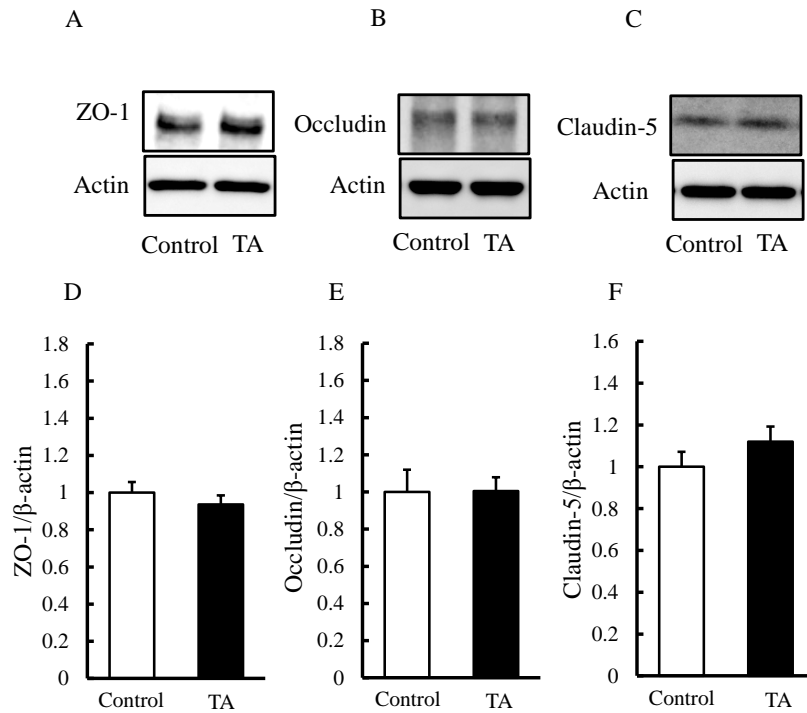 A
B
C
ZO-1
Actin
Control TA
Occludin
Actin
Control TA
Claudin-5
Actin
Control TA
D
ZO-1/β-actin
1.8
1.6
1.4
1.2
1
0.8
0.6
0.4
0.2
0
Control TA
E
Occludin/β-actin
1.8
1.6
1.4
1.2
1
0.8
0.6
0.4
0.2
0
Control TA
F
Claudin-5/β-actin
1.6
1.4
1.2
1
0.8
0.6
0.4
0.2
0
Control TA